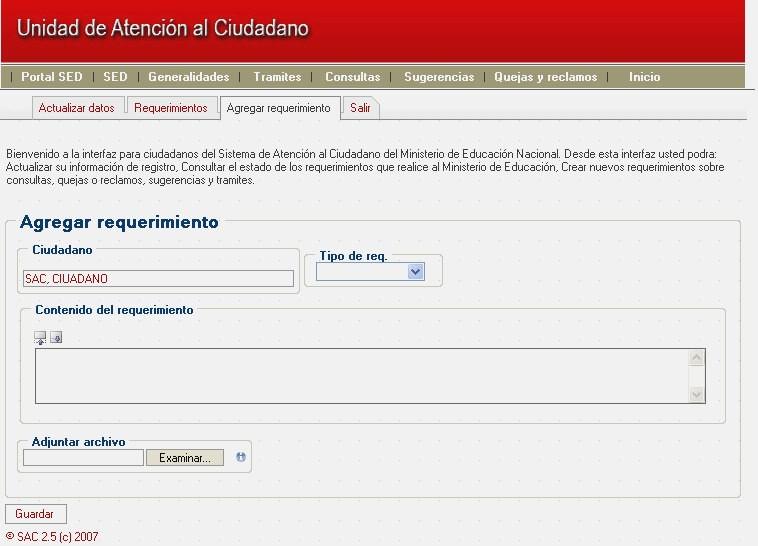 Unidad de Atención al Ciudadano
| Portal SED | SED | Generalidades | Tramites | Consultas | Sugerencias | Quejas y reclamos | Inicio
Actualizar datos Requerimientos Agregar requerimiento Salir
Bienvenido a la interfaz para ciudadanos del Sistema de Atención al Ciudadano del Ministerio de Educación Nacional. Desde esta interfaz usted podra:
Actualizar su información de registro, Consultar el estado de los requerimientos que realice al Ministerio de Educación, Crear nuevos requerimientos sobre
consultas, quejas o reclamos, sugerencias y tramites.
Agregar requerimiento
Ciudadano
SAC, CIUADANO
Tipo de req.
Contenido del requerimiento
Adjuntar archivo
Examinar...
Guardar
© SAC 2.5 (c) 2007